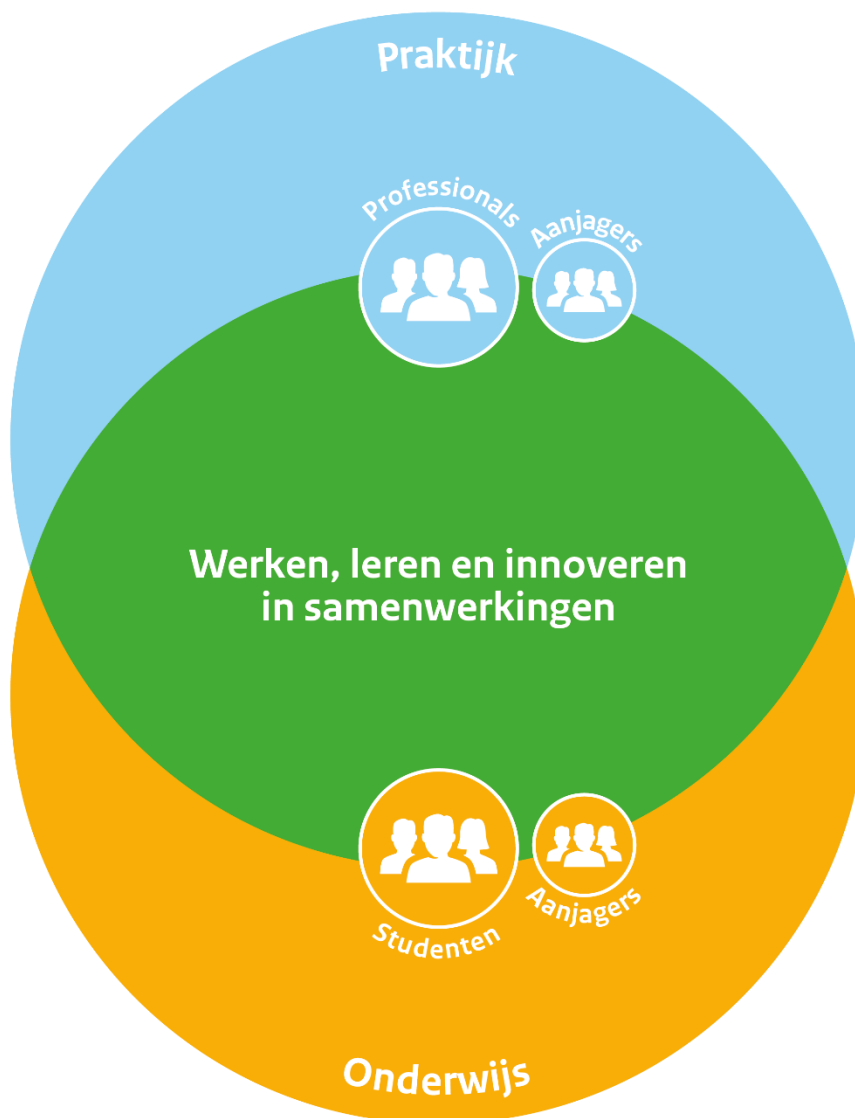 Praktijk
Professionals
Aanjagers
Werken, leren en innoveren
in samenwerkingen
Studenten
Aanjagers
Onderwijs